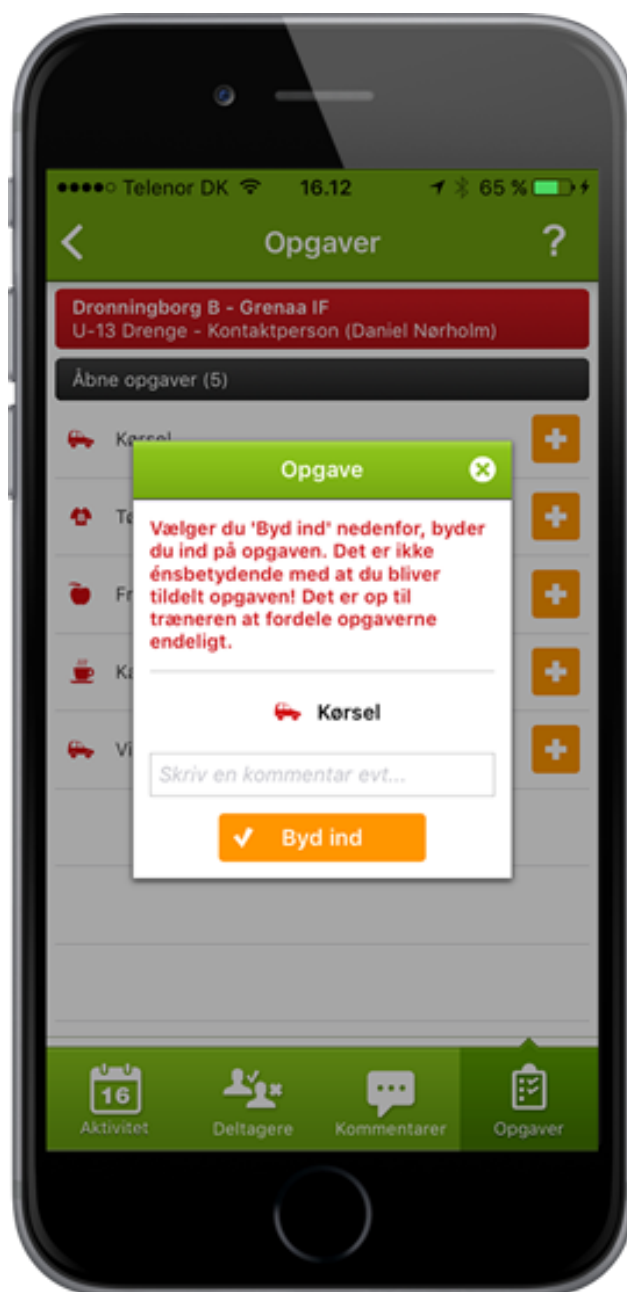 Telenor DK 16.12 65 %
Opgaver ?
Dronningborg B - Grenaa IF
U-13 Drenge - Kontaktperson (Daniel Nørholm)
Åbne opgaver (5)
Kørsel
Opgave
Vælger du 'Byd ind' nedenfor, byder
du ind på opgaven. Det er ikke
énsbetydende med at du bliver
tildelt opgaven! Det er op til
træneren at fordele opgaverne
endeligt.
Kørsel
Skriv en kommentar evt...
Byd ind
16
Aktivitet Deltagere Kommentarer Opgaver